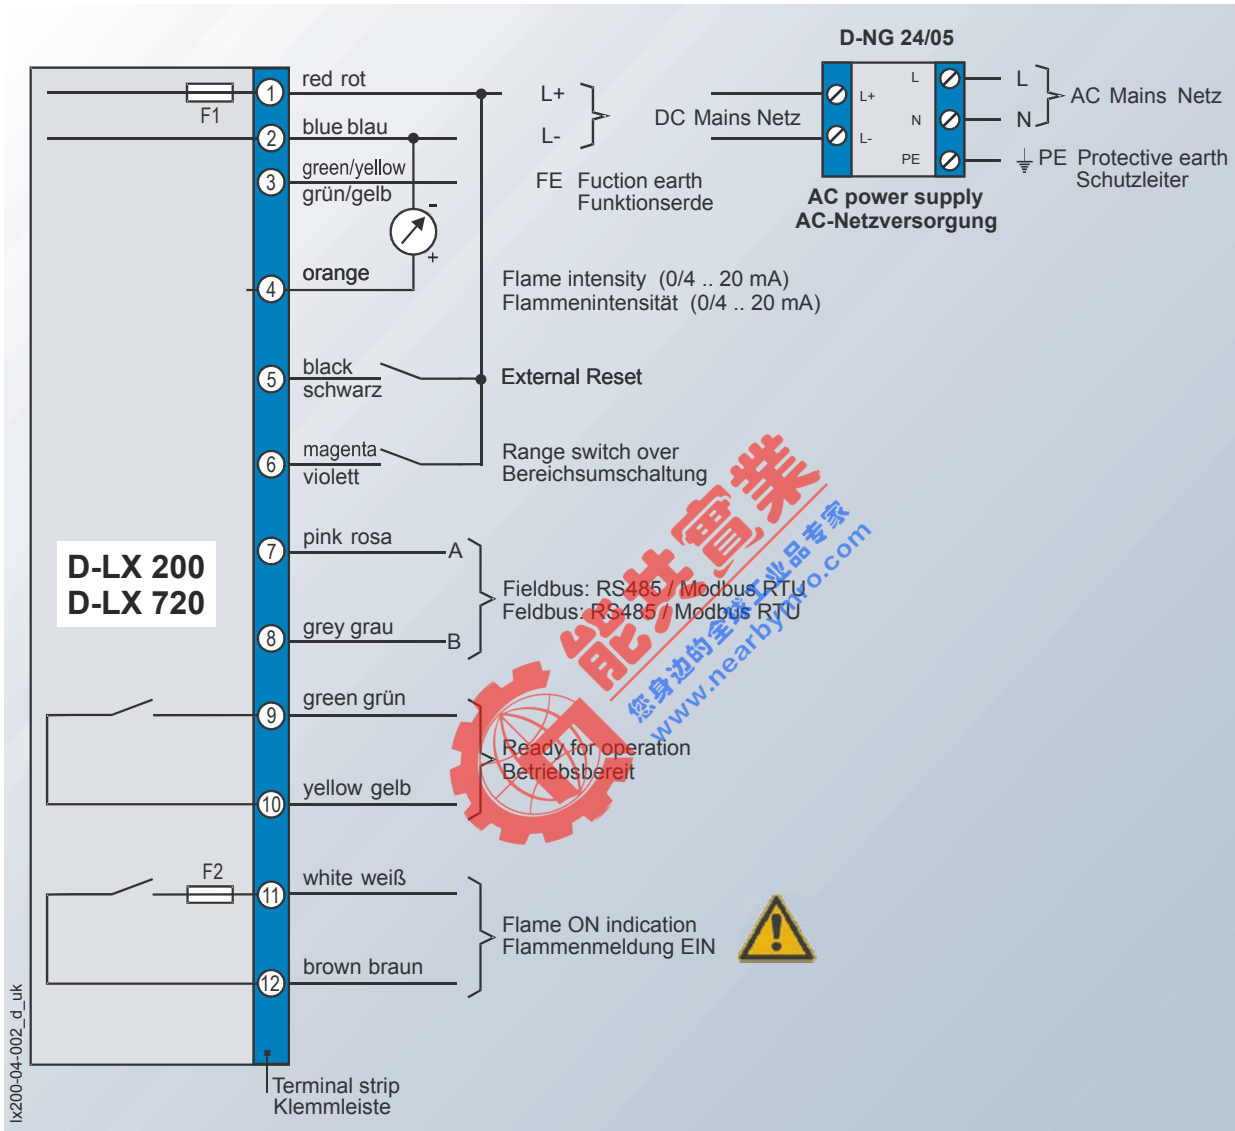 D-NG 24/05
1
red rot
F1
L+
L-
DC Mains Netz
L+
L-
L
N
PE
L
N
AC Mains Netz
PE Protective earth
Schutzleiter
AC power supply
AC-Netzversorgung
2
blue blau
3
green/yellow
grün/gelb
FE Fuction earth
Funktionserde
-
+
4
orange
Flame intensity (0/4 .. 20 mA)
Flammenintensität (0/4 .. 20 mA)
5
black
schwarz
External Reset
6
magenta
violett
Range switch over
Bereichsumschaltung
D-LX 200
D-LX 720
7
pink rosa
A
Fieldbus: RS485 / Modbus RTU
Feldbus: RS485 / Modbus RTU
8
grey grau
B
9
green grün
Ready for operation
Betriebsbereit
10
yellow gelb
F2
11
white weiß
Flame ON indication
Flammenmeldung EIN
12
brown braun
Terminal strip
Klemmleiste
lx200-04-002_d_uk
能共實業
您身边的全球工业品专家
www.nearbymro.com